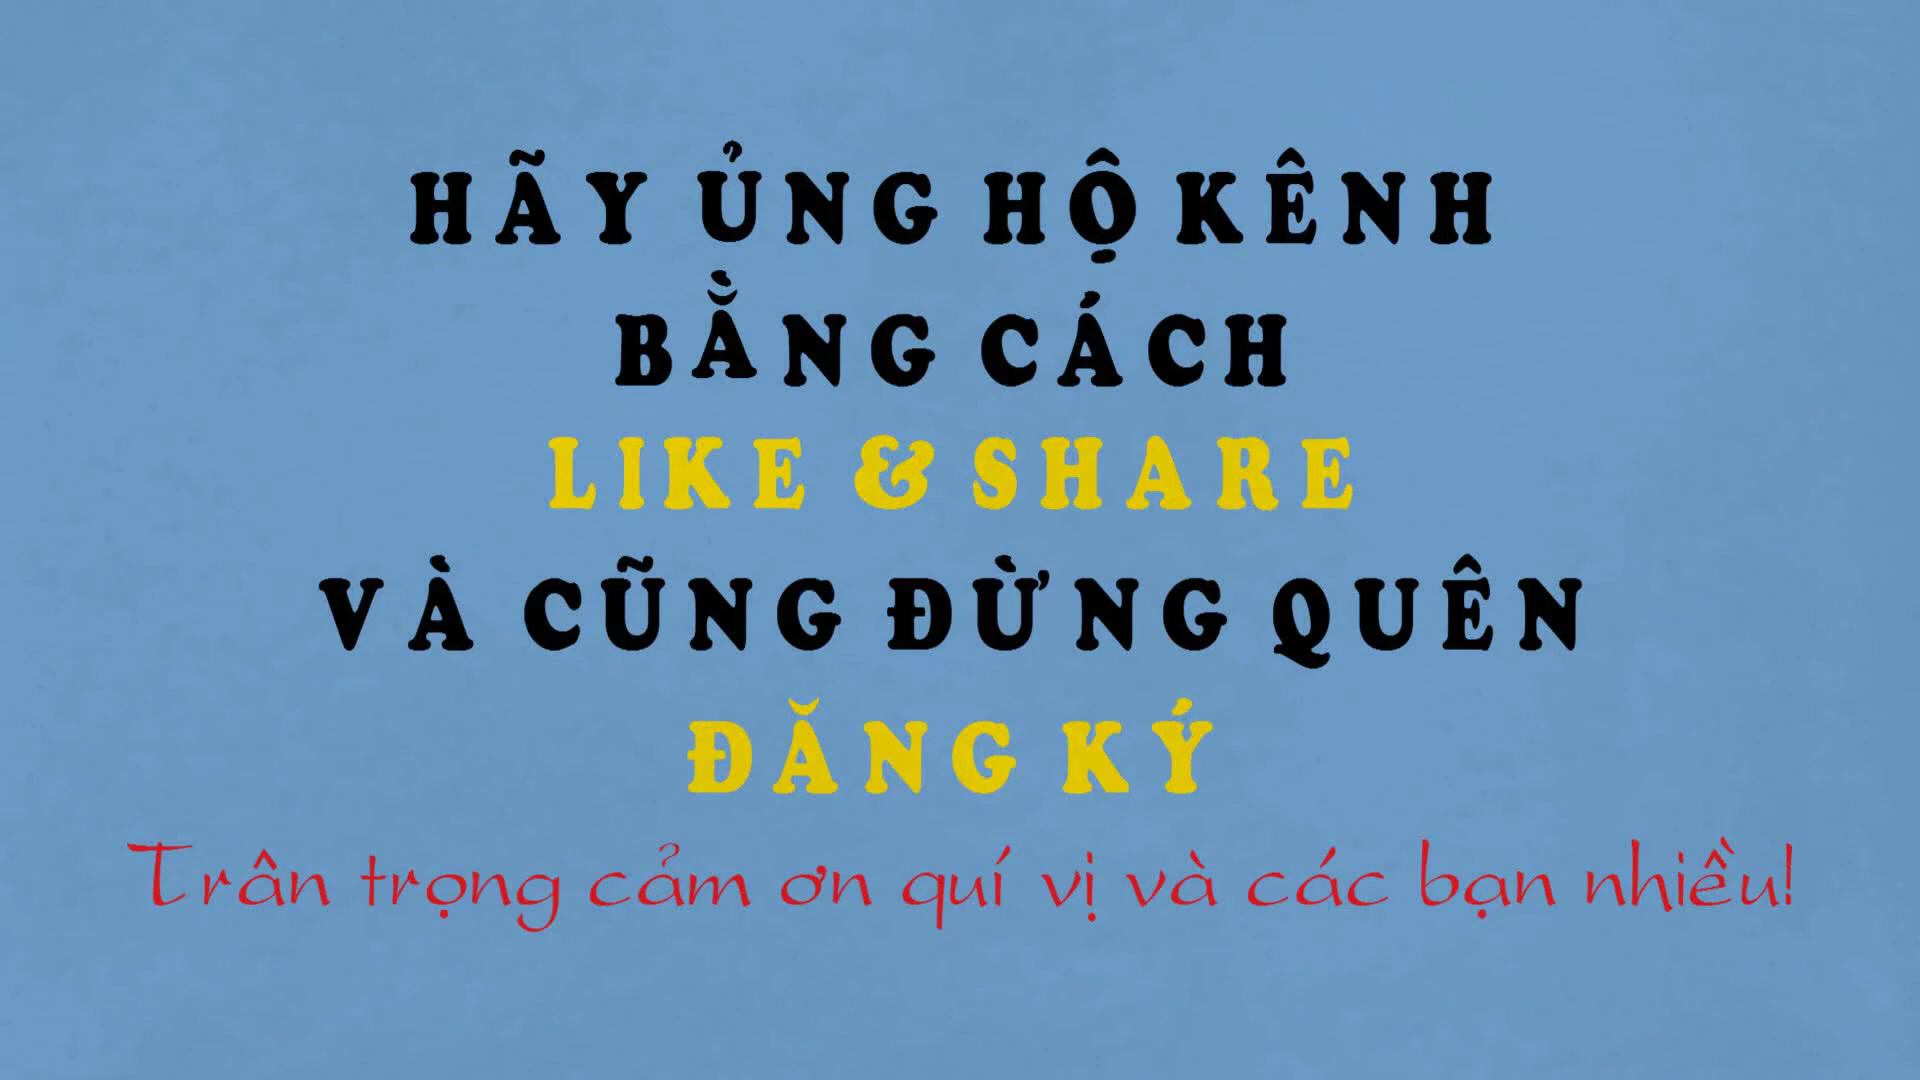 HÃY ỦNG HỘ KÊNH
BẰNG CÁCH
LIKE & SHARE
VÀ CŨNG ĐỪNG QUÊN
ĐĂNG KÝ
Trân trọng cảm ơn quí vị và các bạn nhiều!